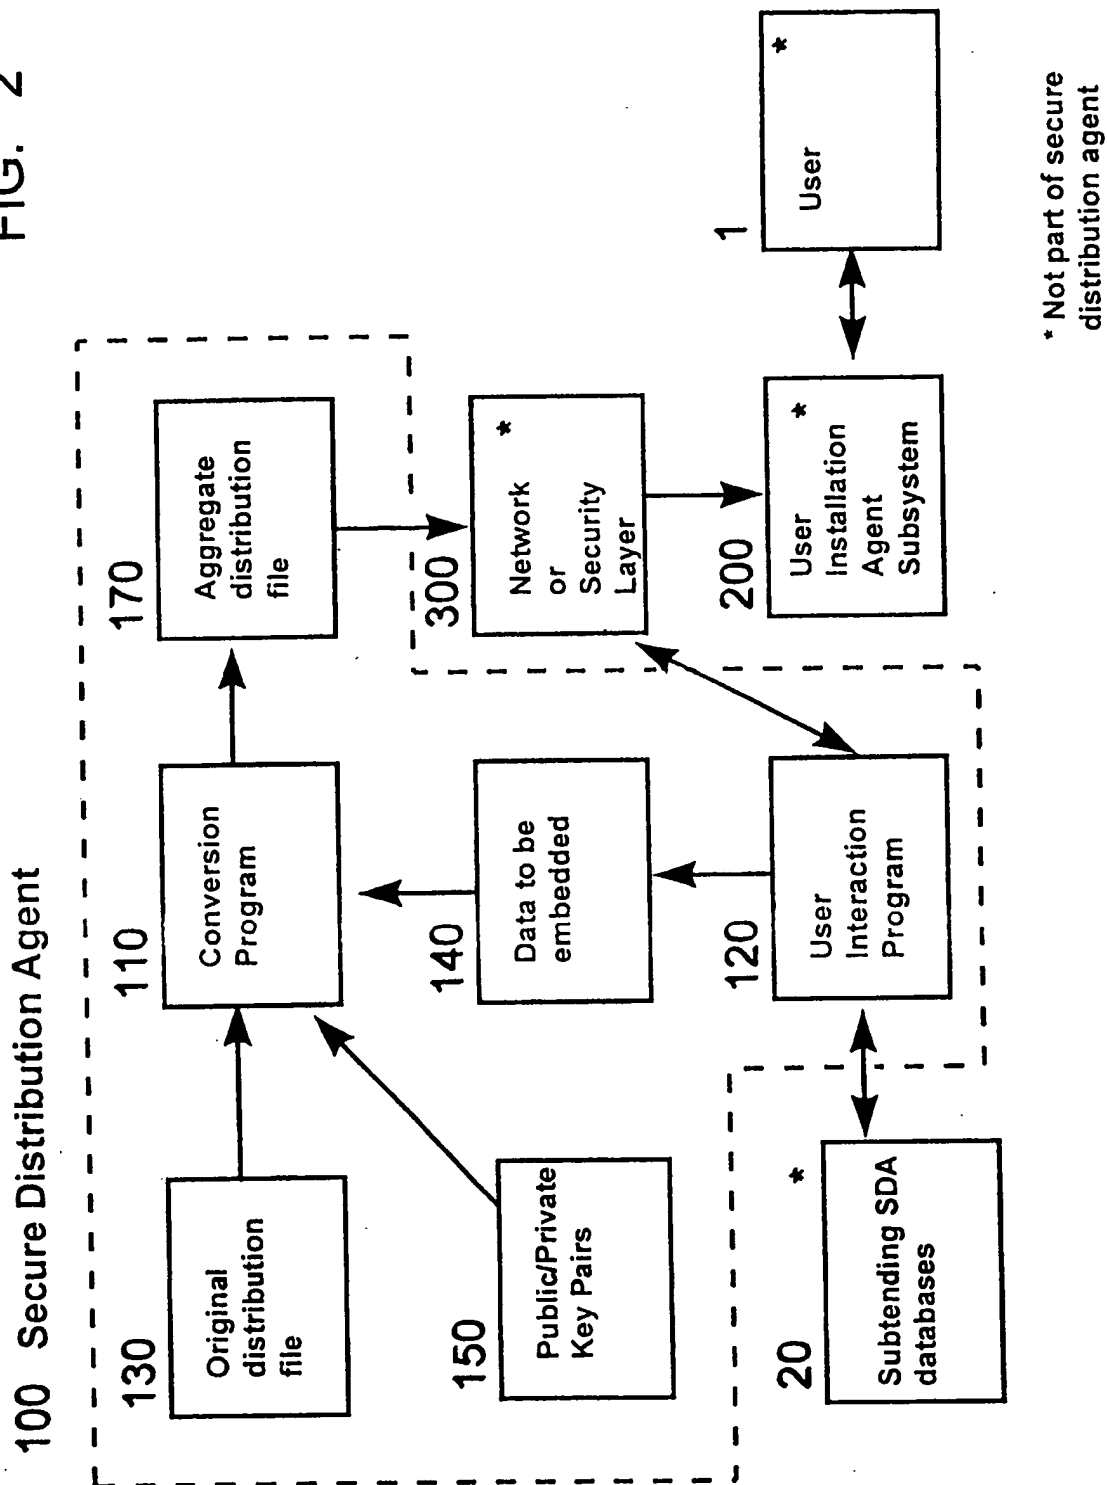 FIG. 2
100 Secure Distribution Agent
130
Original
distribution
file
110
Conversion
Program
170
Aggregate
distribution
file
150
Public/Private
Key Pairs
140
Data to be
embedded
300
Network *
or
Security
Layer
20 *
Subtending SDA
databases
120
User
Interaction
Program
200
User *
Installation
Agent
Subsystem
1
User *
* Not part of secure
distribution agent